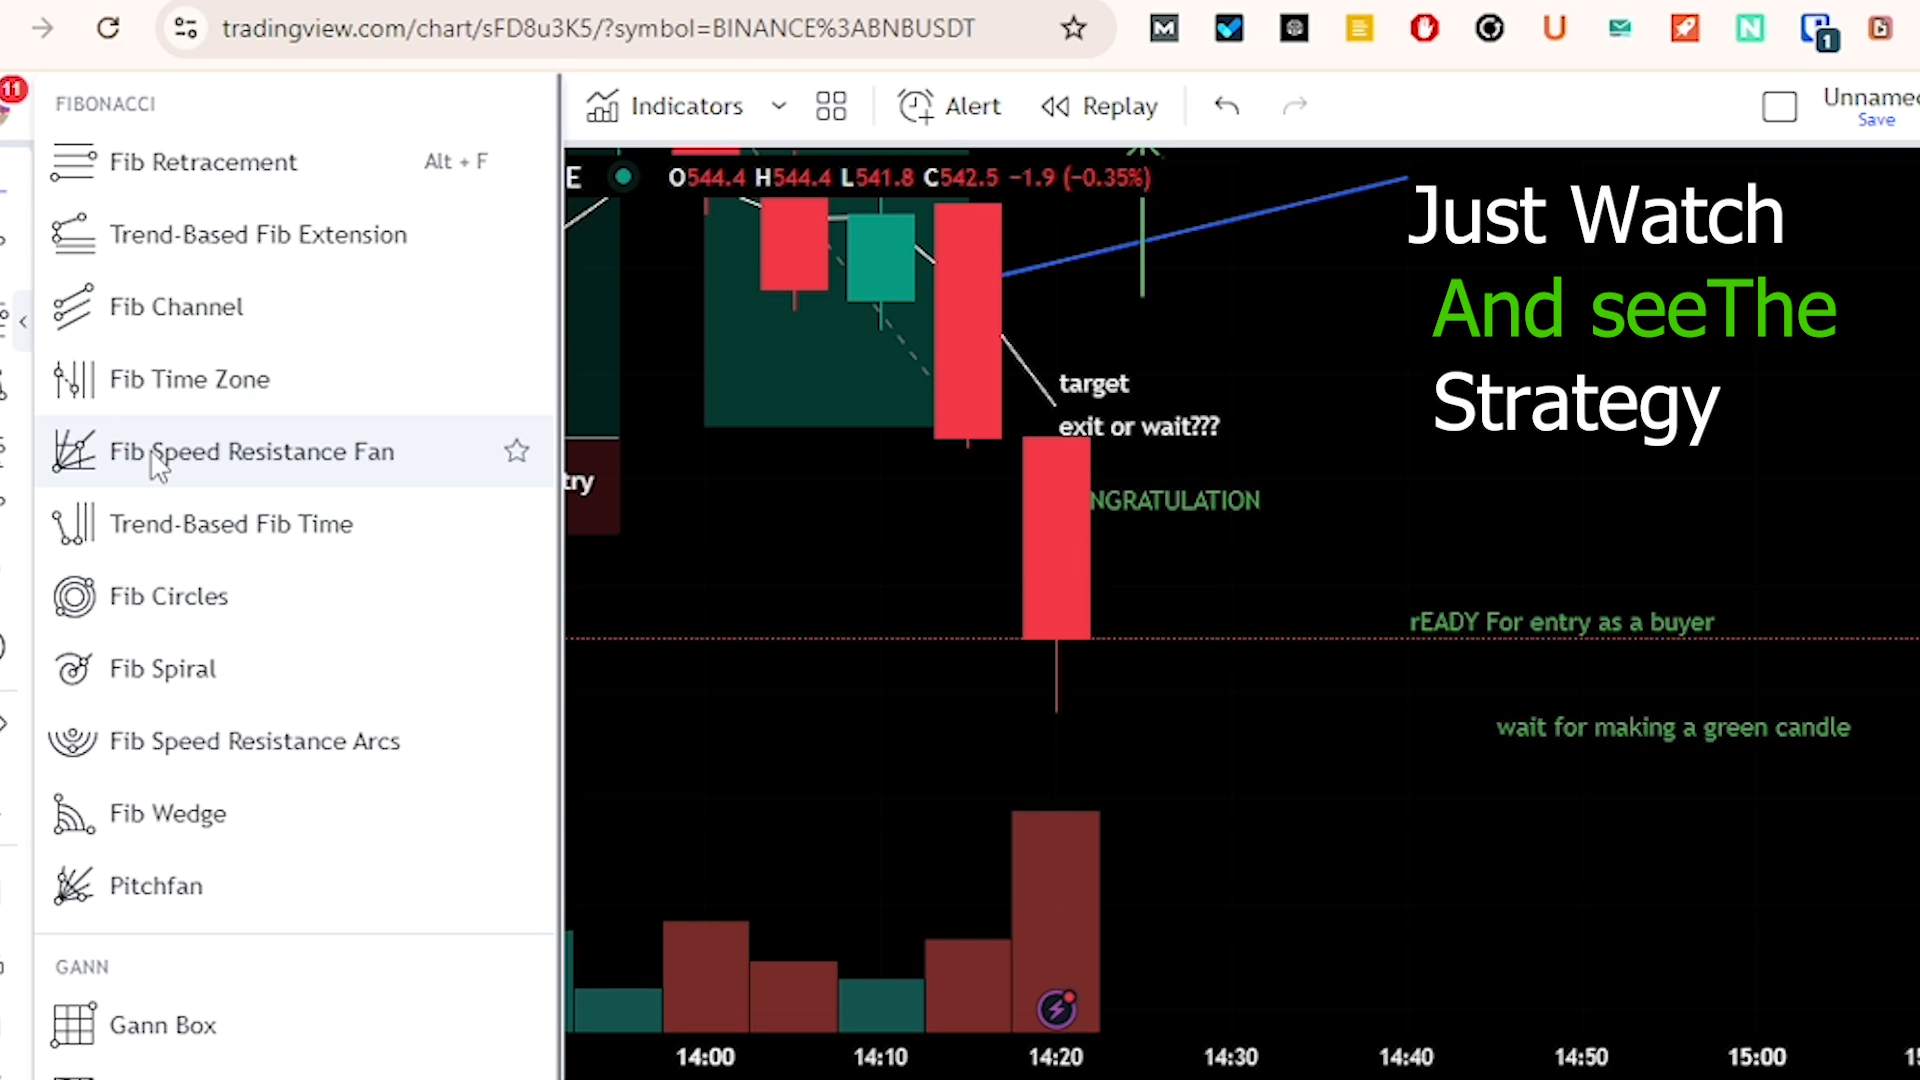 tradingview.com/chart/sFD8u3K5/?symbol=BINANCE%3ABNBUSDT
1
11
FIBONACCI
Indicators
Alert
Replay
Unnamed
Save
Fib Retracement Alt + F
E
O544.4 H544.4 L541.8 C542.5 −1.9 (−0.35%)
Just Watch
And seeThe
Strategy
Trend-Based Fib Extension
Fib Channel
Fib Time Zone
target
exit or wait???
Fib Speed Resistance Fan
try
NGRATULATION
Trend-Based Fib Time
Fib Circles
rEADY For entry as a buyer
Fib Spiral
wait for making a green candle
Fib Speed Resistance Arcs
Fib Wedge
Pitchfan
GANN
Gann Box
14:00 14:10 14:20 14:30 14:40 14:50 15:00